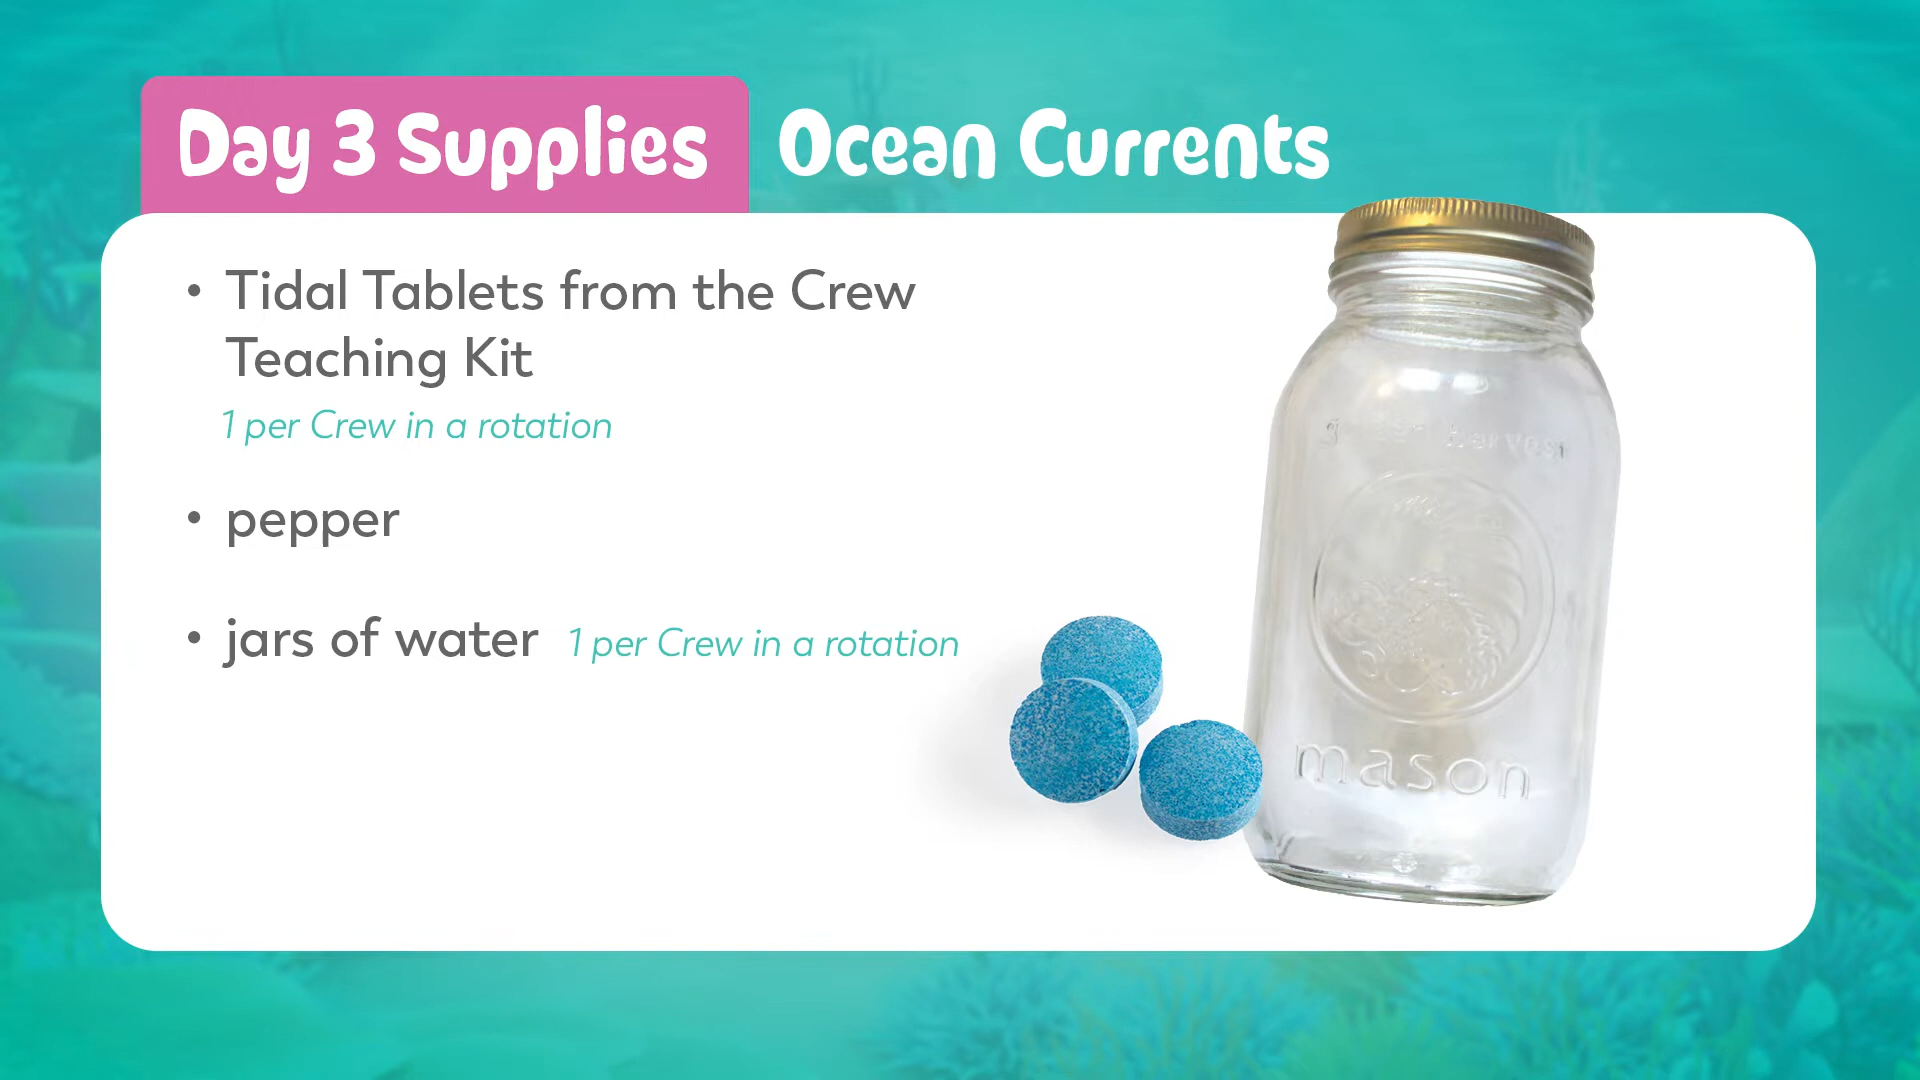 Day 3 Supplies Ocean Currents
• Tidal Tablets from the Crew
Teaching Kit
1 per Crew in a rotation
• pepper
• jars of water 1 per Crew in a rotation
harvest
mason